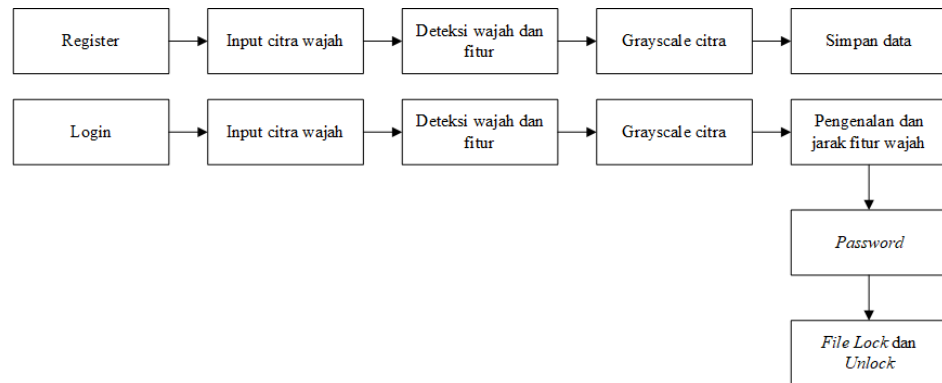 Register
Input citra wajah
Deteksi wajah dan
fitur
Grayscale citra
Simpan data
Login
Input citra wajah
Deteksi wajah dan
fitur
Grayscale citra
Pengenalan dan
jarak fitur wajah
Password
File Lock dan
Unlock